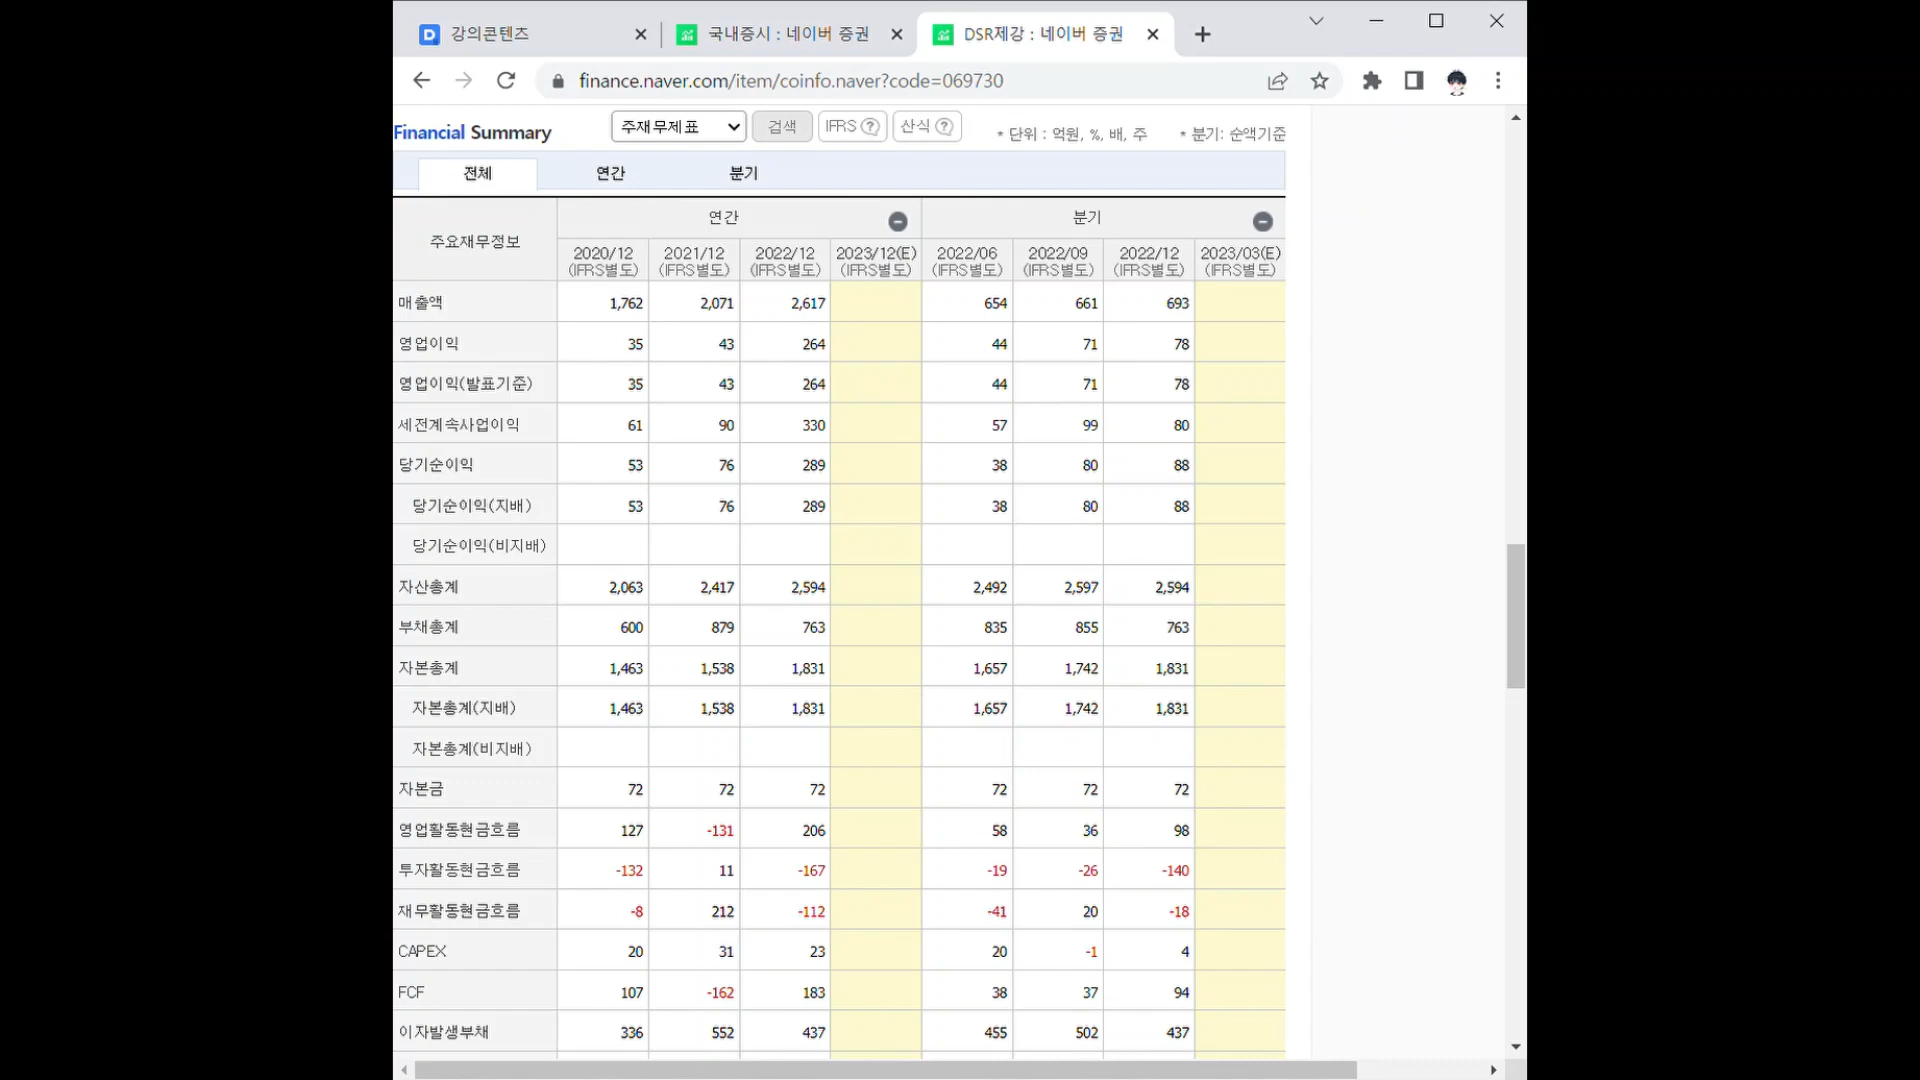 강의콘텐츠 국내증시 : 네이버 증권 DSR제강 : 네이버 증권
finance.naver.com/item/coinfo.naver?code=069730
Financial Summary 주재무제표 검색 IFRS ? 산식 ? * 단위 : 억원, %, 배, 주 * 분기: 순액기준
전체 연간 분기
주요재무정보 연간 분기
2020/12 2021/12 2022/12 2023/12(E) 2022/06 2022/09 2022/12 2023/03(E)
(IFRS별도) (IFRS별도) (IFRS별도) (IFRS별도) (IFRS별도) (IFRS별도) (IFRS별도) (IFRS별도)
매출액 1,762 2,071 2,617 654 661 693
영업이익 35 43 264 44 71 78
영업이익(발표기준) 35 43 264 44 71 78
세전계속사업이익 61 90 330 57 99 80
당기순이익 53 76 289 38 80 88
당기순이익(지배) 53 76 289 38 80 88
당기순이익(비지배)
자산총계 2,063 2,417 2,594 2,492 2,597 2,594
부채총계 600 879 763 835 855 763
자본총계 1,463 1,538 1,831 1,657 1,742 1,831
자본총계(지배) 1,463 1,538 1,831 1,657 1,742 1,831
자본총계(비지배)
자본금 72 72 72 72 72 72
영업활동현금흐름 127 -131 206 58 36 98
투자활동현금흐름 -132 11 -167 -19 -26 -140
재무활동현금흐름 -8 212 -112 -41 20 -18
CAPEX 20 31 23 20 -1 4
FCF 107 -162 183 38 37 94
이자발생부채 336 552 437 455 502 437